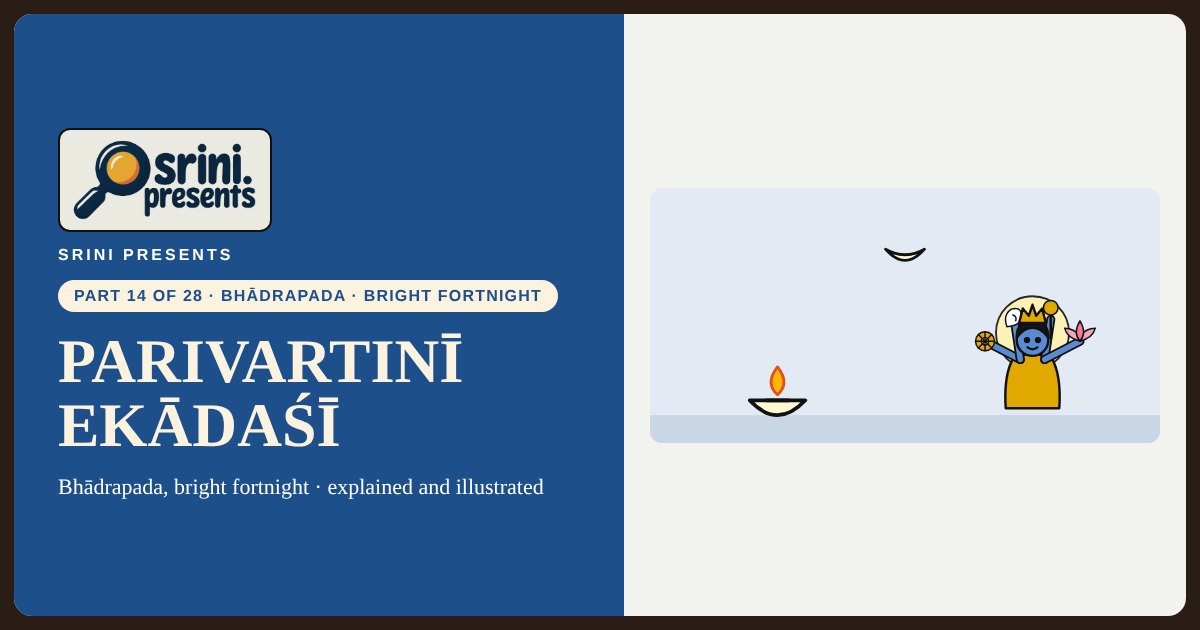 srini.
presents
SRINI PRESENTS
PART 14 OF 28 · BHĀDRAPADA · BRIGHT FORTNIGHT
PARIVARTINĪ
EKĀDAŚĪ
Bhādrapada, bright fortnight · explained and illustrated